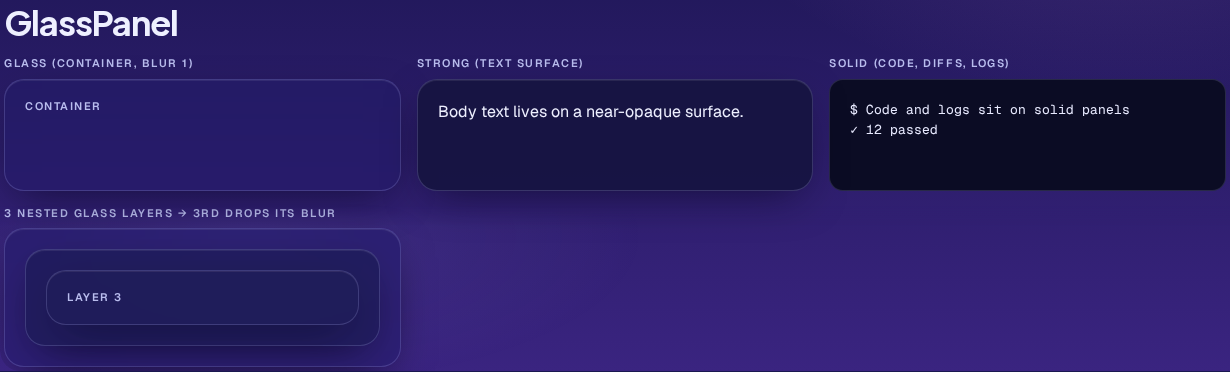 GlassPanel
GLASS (CONTAINER, BLUR 1)
CONTAINER
STRONG (TEXT SURFACE)
Body text lives on a near-opaque surface.
SOLID (CODE, DIFFS, LOGS)
$ Code and logs sit on solid panels
✓ 12 passed
3 NESTED GLASS LAYERS → 3RD DROPS ITS BLUR
LAYER 3